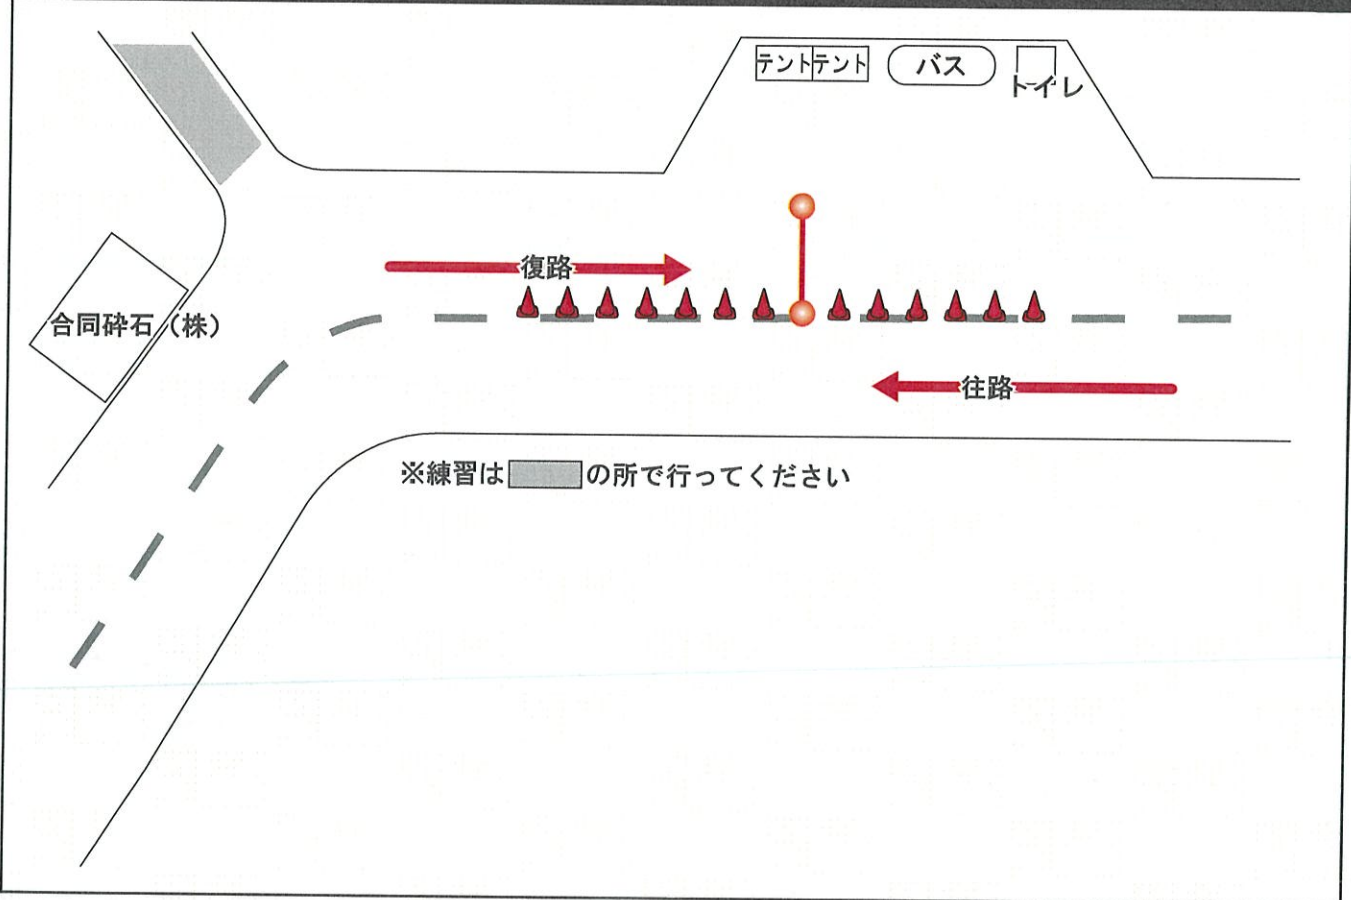 テント テント バス トイレ
復路
合同砕石（株）
往路
※練習は の所で行ってください